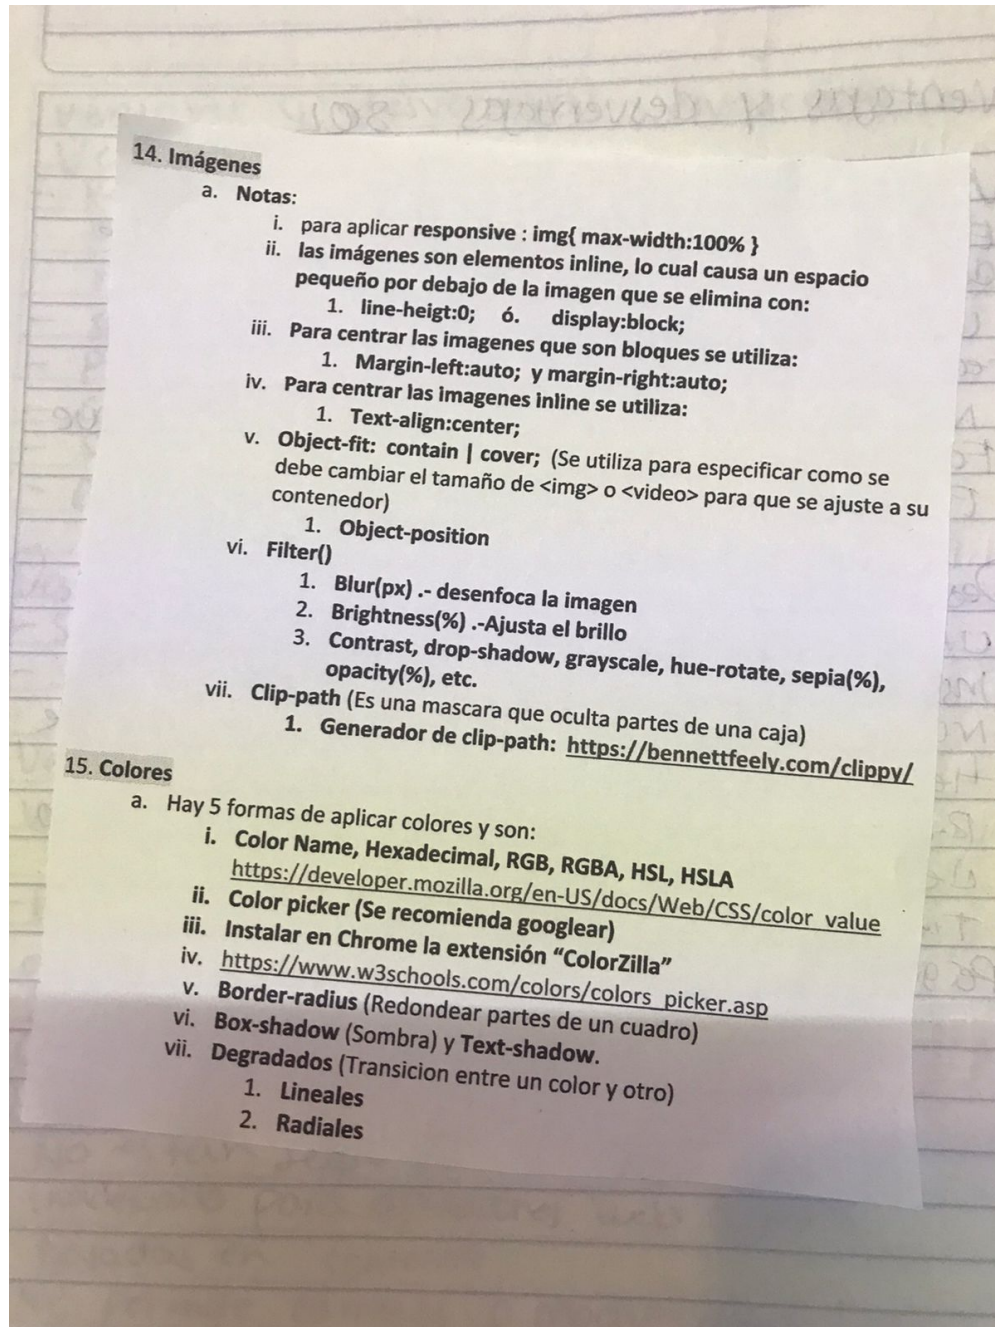 ventajas y desventajas
14. Imágenes
a. Notas:
i. para aplicar responsive : img{ max-width:100% }
ii. las imágenes son elementos inline, lo cual causa un espacio
pequeño por debajo de la imagen que se elimina con:
1. line-heigt:0; ó. display:block;
iii. Para centrar las imagenes que son bloques se utiliza:
1. Margin-left:auto; y margin-right:auto;
iv. Para centrar las imagenes inline se utiliza:
1. Text-align:center;
v. Object-fit: contain | cover; (Se utiliza para especificar como se
debe cambiar el tamaño de <img> o <video> para que se ajuste a su
contenedor)
1. Object-position
vi. Filter()
1. Blur(px) .- desenfoca la imagen
2. Brightness(%) .-Ajusta el brillo
3. Contrast, drop-shadow, grayscale, hue-rotate, sepia(%),
opacity(%), etc.
vii. Clip-path (Es una mascara que oculta partes de una caja)
1. Generador de clip-path: https://bennettfeely.com/clippy/
15. Colores
a. Hay 5 formas de aplicar colores y son:
i. Color Name, Hexadecimal, RGB, RGBA, HSL, HSLA
https://developer.mozilla.org/en-US/docs/Web/CSS/color_value
ii. Color picker (Se recomienda googlear)
iii. Instalar en Chrome la extensión “ColorZilla”
iv. https://www.w3schools.com/colors/colors_picker.asp
v. Border-radius (Redondear partes de un cuadro)
vi. Box-shadow (Sombra) y Text-shadow.
vii. Degradados (Transicion entre un color y otro)
1. Lineales
2. Radiales